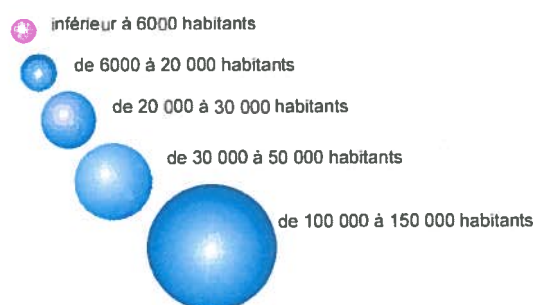 inférieur à 6000 habitants
de 6000 à 20 000 habitants
de 20 000 à 30 000 habitants
de 30 000 à 50 000 habitants
de 100 000 à 150 000 habitants